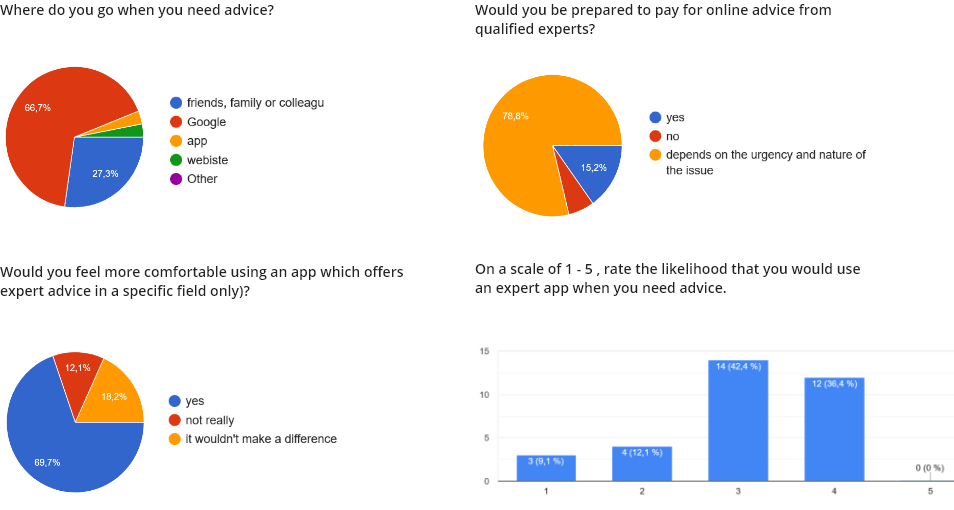 Where do you go when you need advice?
66,7%
27,3%
friends, family or colleagu
Google
app
webiste
Other
Would you be prepared to pay for online advice from
qualified experts?
78,8%
15,2%
yes
no
depends on the urgency and nature of
the issue
Would you feel more comfortable using an app which offers
expert advice in a specific field only)?
12,1%
18,2%
69,7%
yes
not really
it wouldn't make a difference
On a scale of 1 - 5 , rate the likelihood that you would use
an expert app when you need advice.
15
10
5
0
3 (9,1 %)
4 (12,1 %)
14 (42,4 %)
12 (36,4 %)
0 (0 %)
1
2
3
4
5